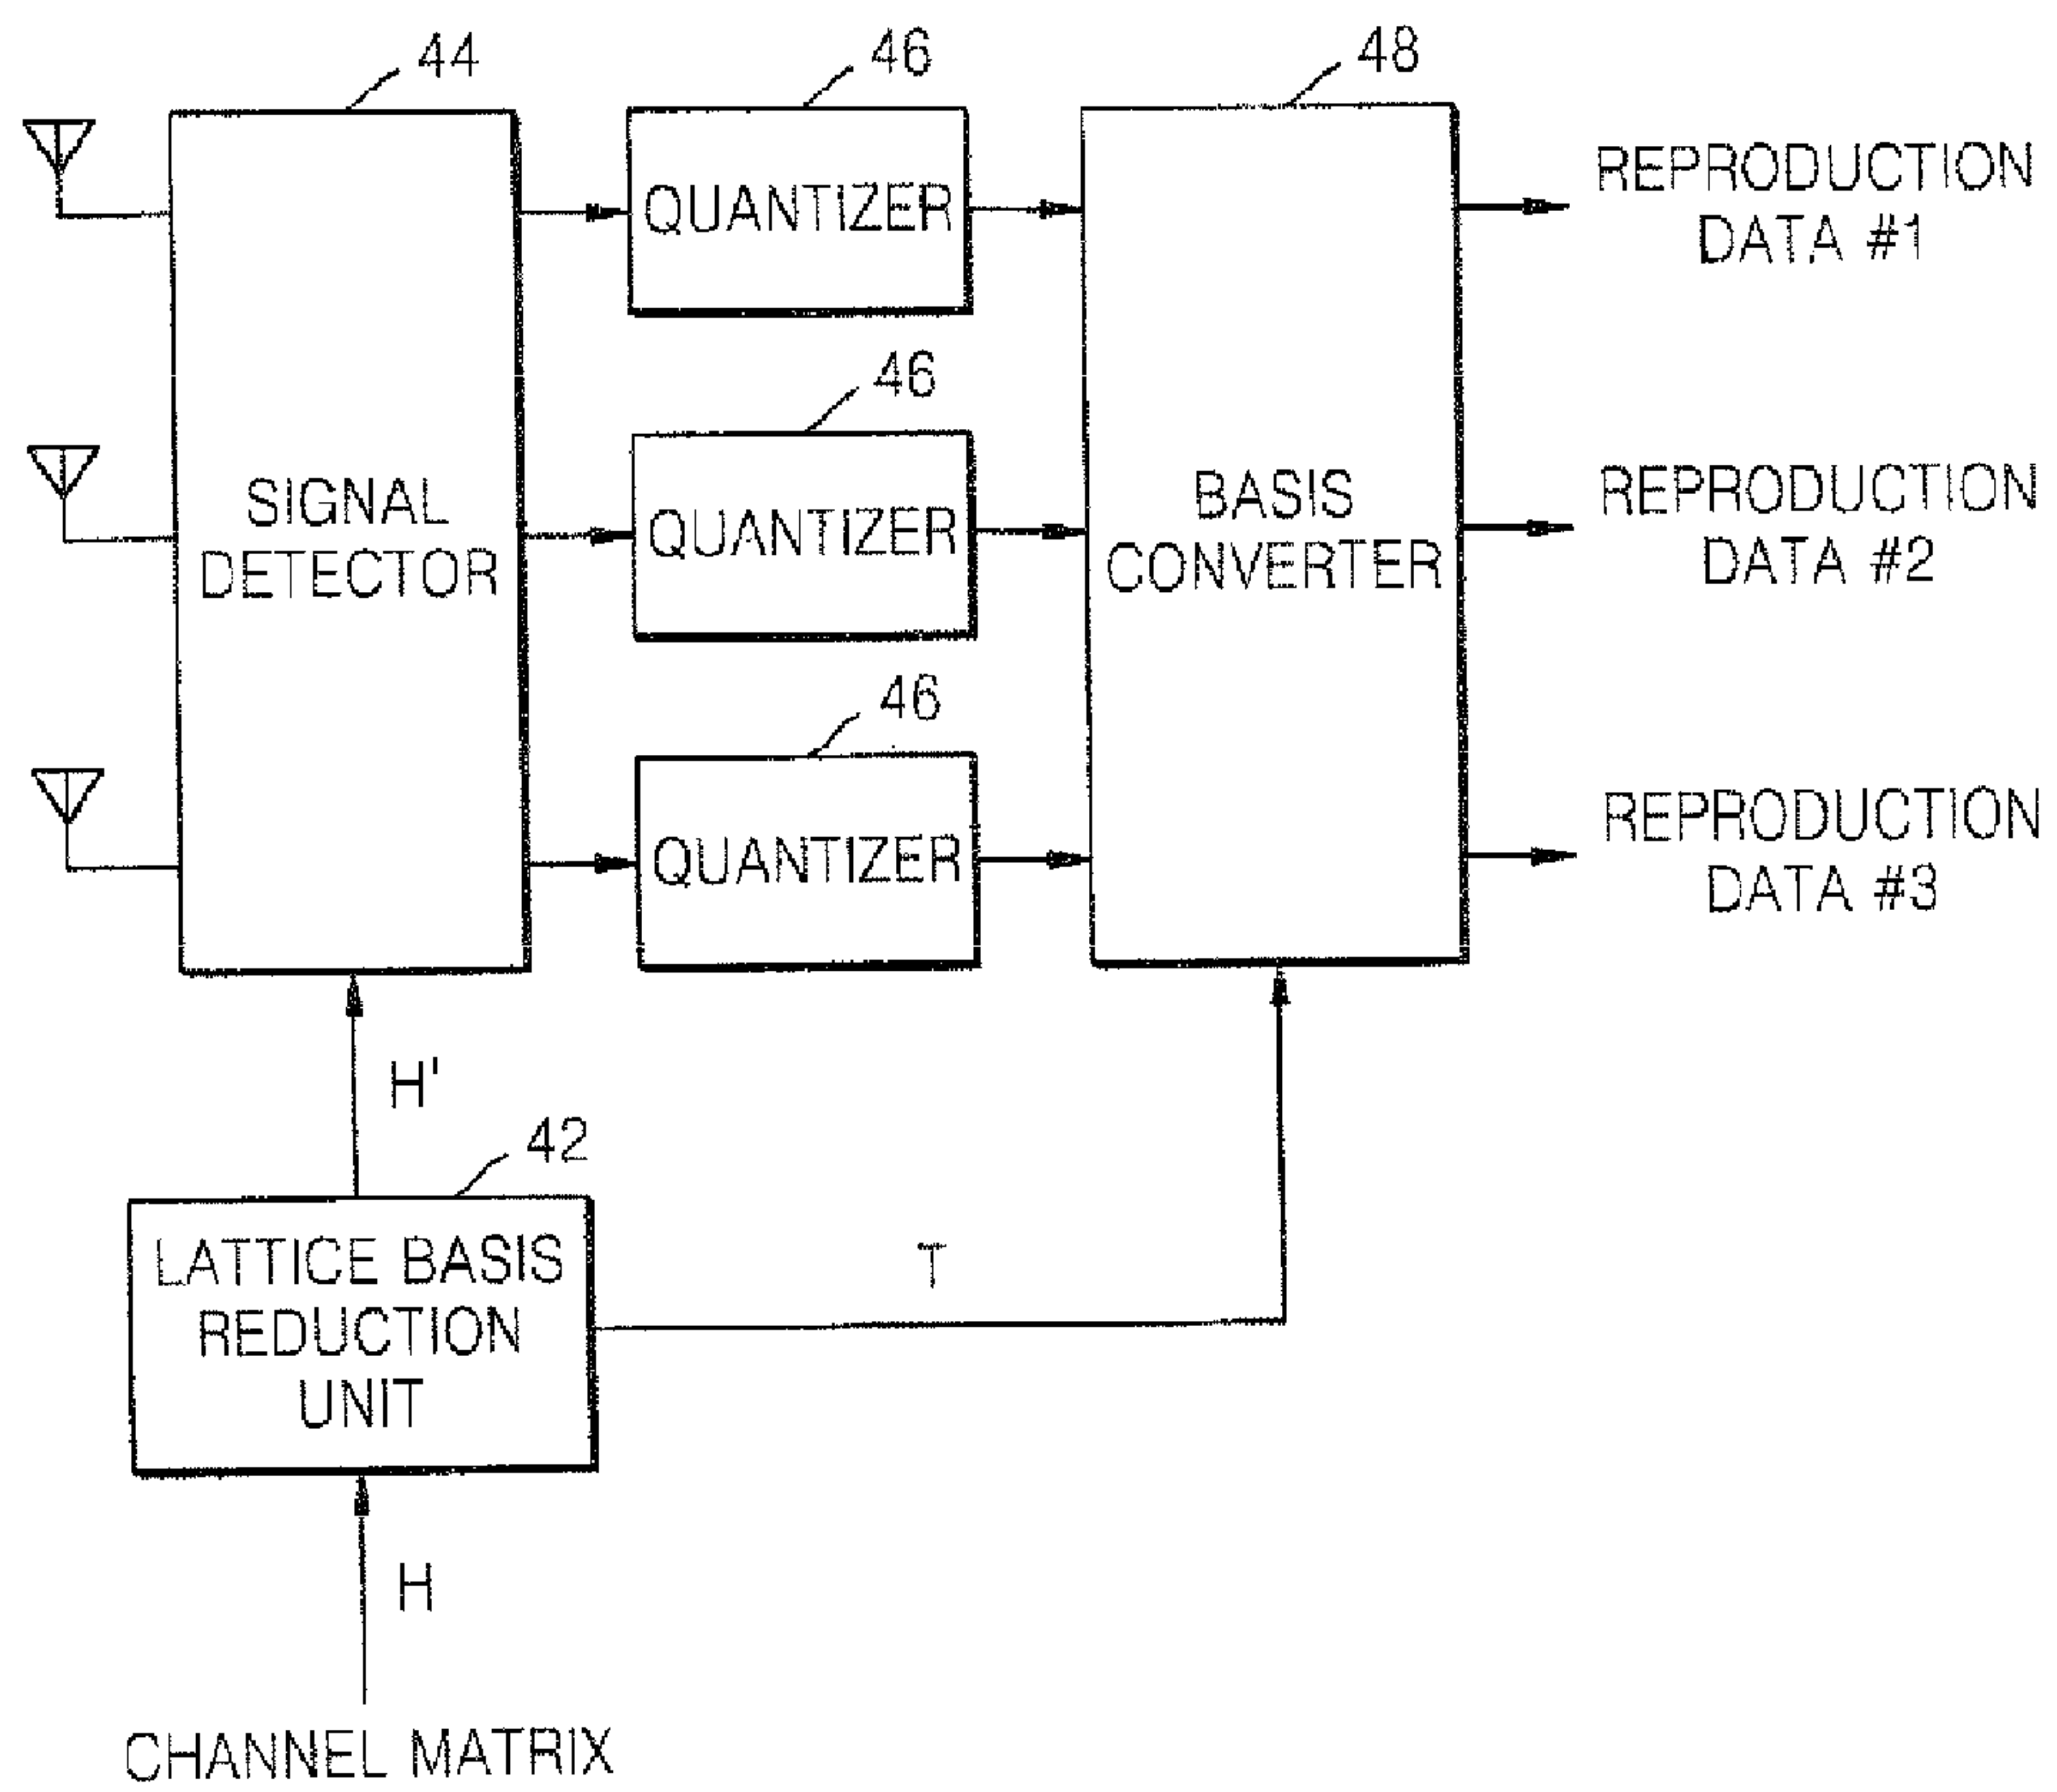 44
46
48
QUANTIZER
REPRODUCTION
DATA #1
46
SIGNAL
DETECTOR
QUANTIZER
BASIS
CONVERTER
REPRODUCTION
DATA #2
46
QUANTIZER
REPRODUCTION
DATA #3
H'
42
LATTICE BASIS
REDUCTION
UNIT
T
H
CHANNEL MATRIX